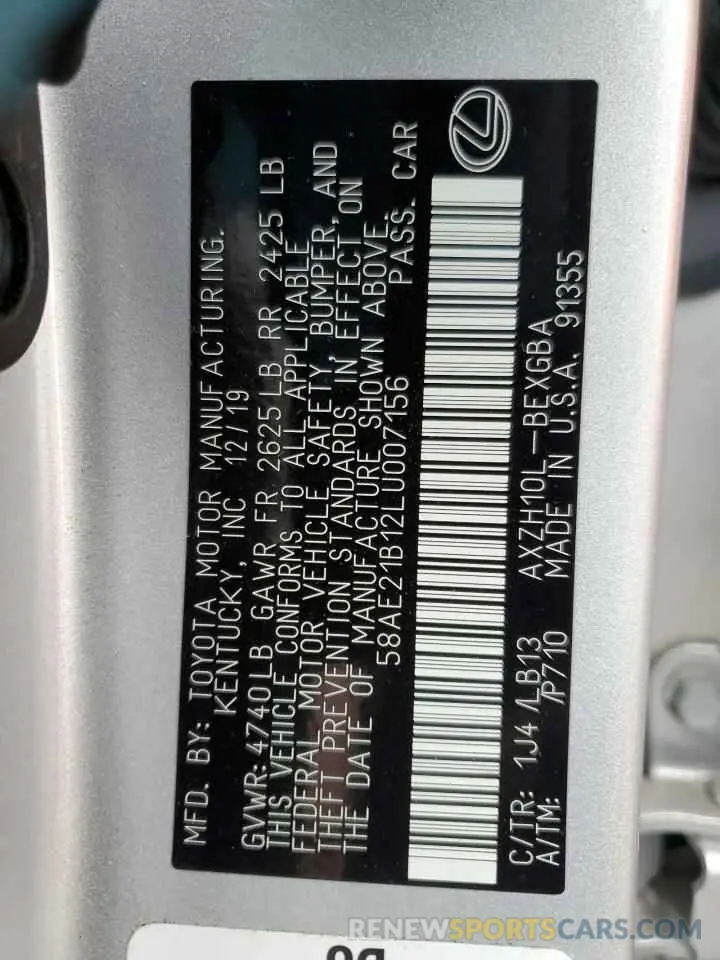 MFD. BY: TOYOTA MOTOR MANUFACTURING.
KENTUCKY, INC 12/19
GVWR: 4740LB GAWR FR 2625LB RR 2425 LB
THIS VEHICLE CONFORMS TO ALL APPLICABLE
FEDERAL MOTOR VEHICLE SAFETY, BUMPER, AND
THEFT PREVENTION STANDARDS IN EFFECT ON
THE DATE OF MANUFACTURE SHOWN ABOVE.
58AE21B12LU007156 PASS. CAR
C/TR: 1J4 /LB13 AXZH10L-BEXGBA
A/TM: /P710 MADE IN U.S.A. 91355
RENEWSPORTSCARS.COM